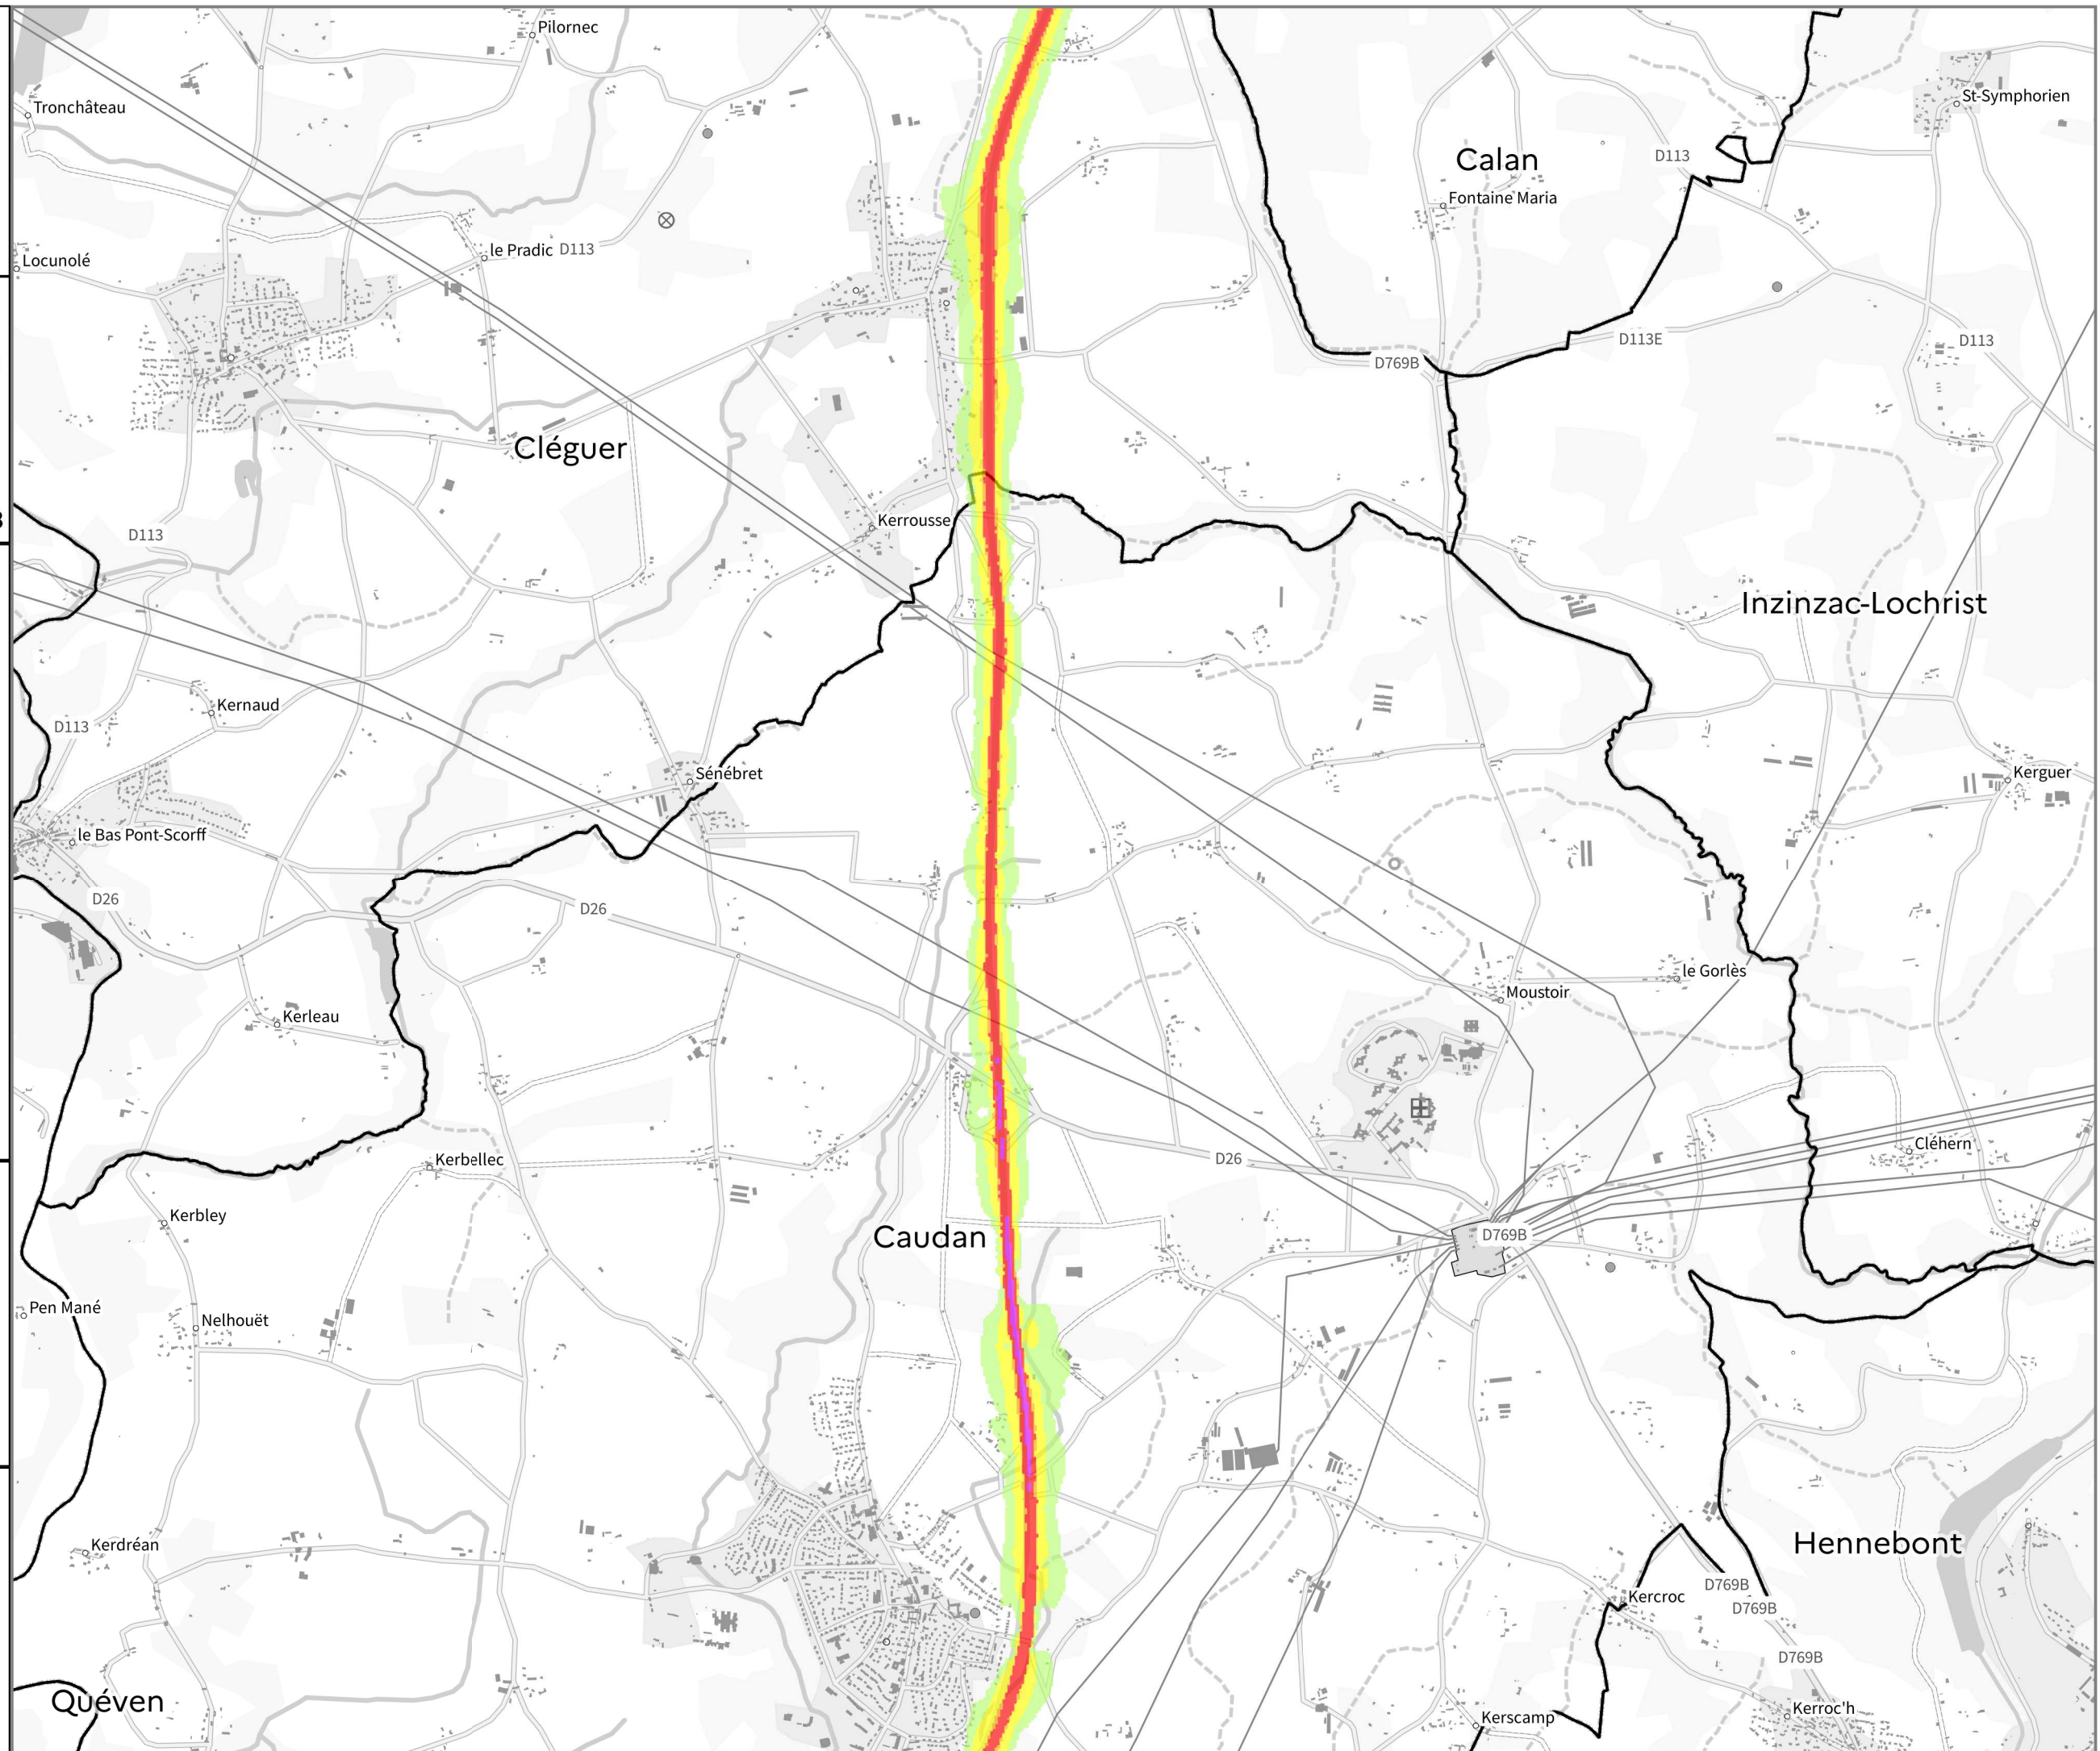 Pilornec
St-Symphorien
Tronchâteau
Calan
D113
Fontaine Maria
le Pradic
D113
Locunolé
D113E
D113
D769B
Cléguer
Kerrousse
D113
Inzinzac-Lochrist
Kernaud
D113
Sénébret
Kerguer
le Bas Pont-Scorff
D26
D26
le Gorlès
Moustoir
Kerleau
Cléhern
D26
Kerbellec
Kerbley
Caudan
D769B
Pen Mané
Nelhouët
Kerdréan
Hennebont
D769B
Kercroc
D769B
D769B
Quéven
Kerroc'h
Kerscamp